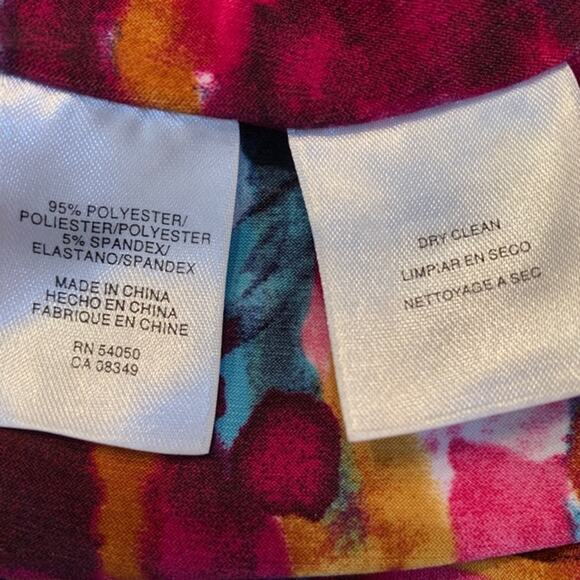 95% POLYESTER/
POLIESTER/POLYESTER
5% SPANDEX/
ELASTANO/SPANDEX
MADE IN CHINA
HECHO EN CHINA
FABRIQUE EN CHINE
RN 54050
CA 08349
DRY CLEAN
LIMPIAR EN SECO
NETTOYAGE A SEC